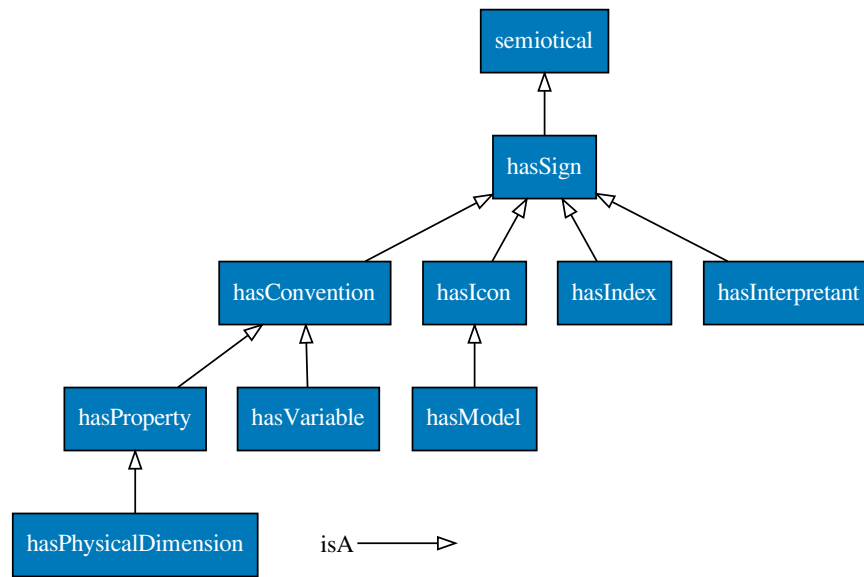 semiotical
hasSign
hasConvention
hasIcon
hasIndex
hasInterpretant
hasProperty
hasVariable
hasModel
hasPhysicalDimension
isA